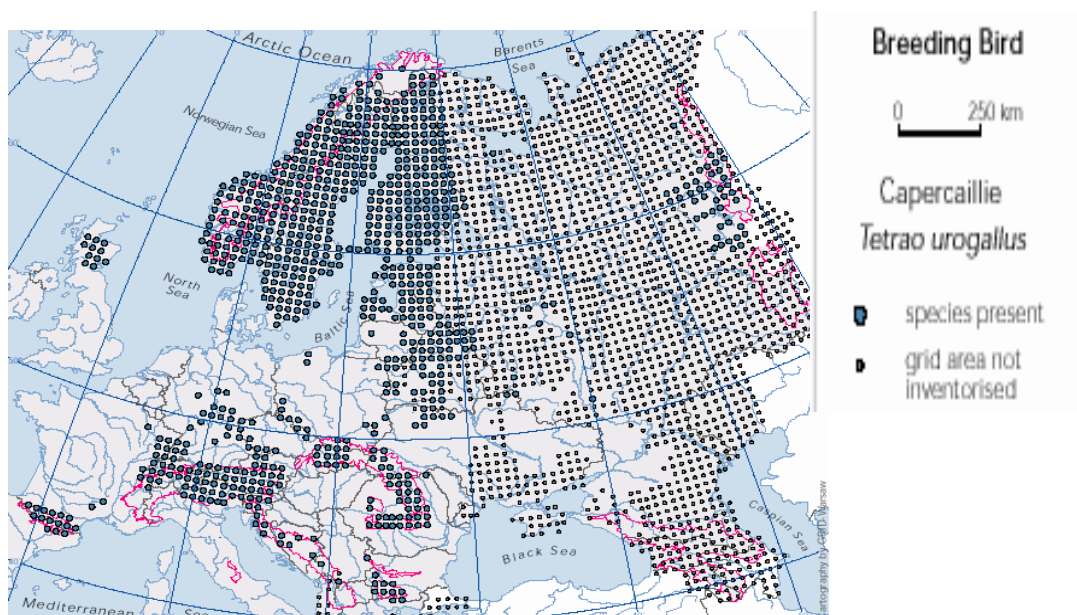 Arctic Ocean
Barents
Sea
Norwegian Sea
North
Sea
Baltic Sea
Black Sea
Caspian Sea
Mediterranean
Breeding Bird
0 250 km
Capercaillie
Tetrao urogallus
species present
grid area not
inventorised